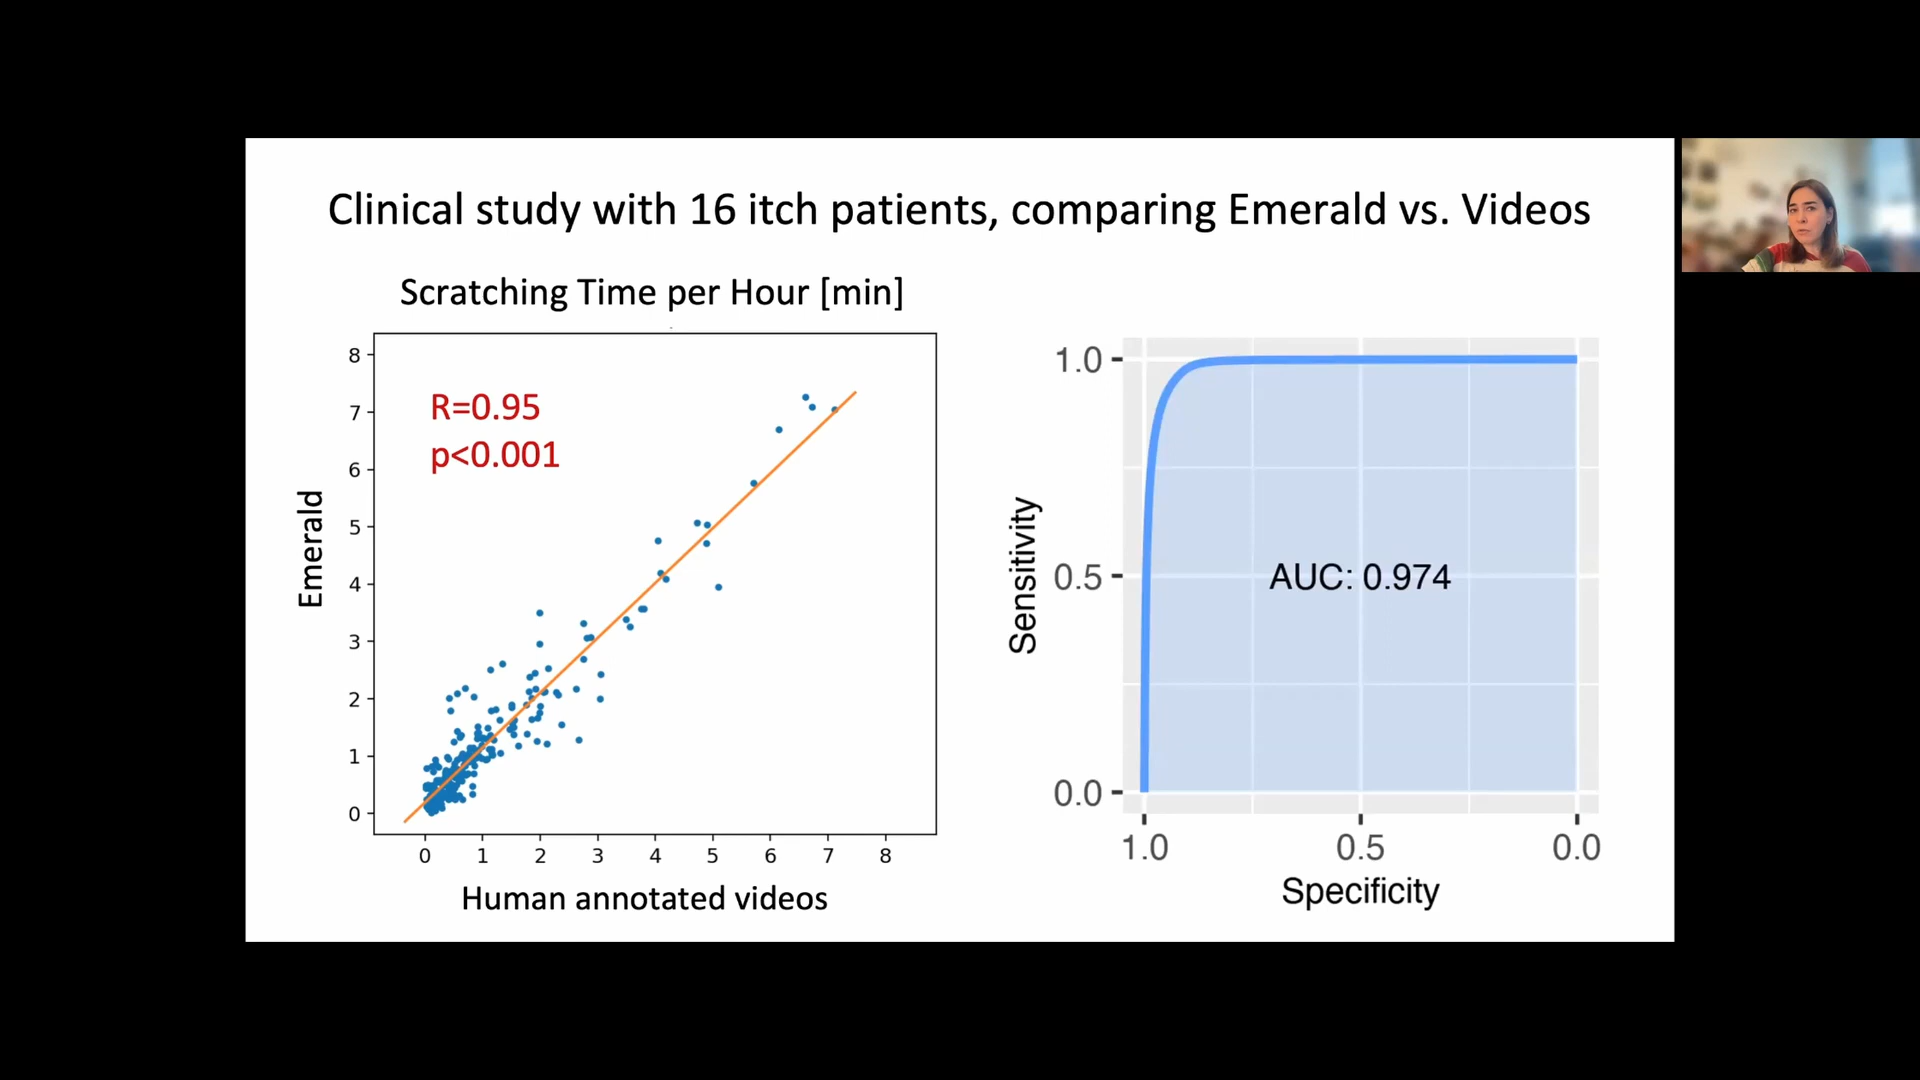 Clinical study with 16 itch patients, comparing Emerald vs. Videos
Scratching Time per Hour [min]
R=0.95
p<0.001
8
7
6
5
4
3
2
1
0
Emerald
0 1 2 3 4 5 6 7 8
Human annotated videos
1.0
0.5
0.0
Sensitivity
AUC: 0.974
1.0 0.5 0.0
Specificity